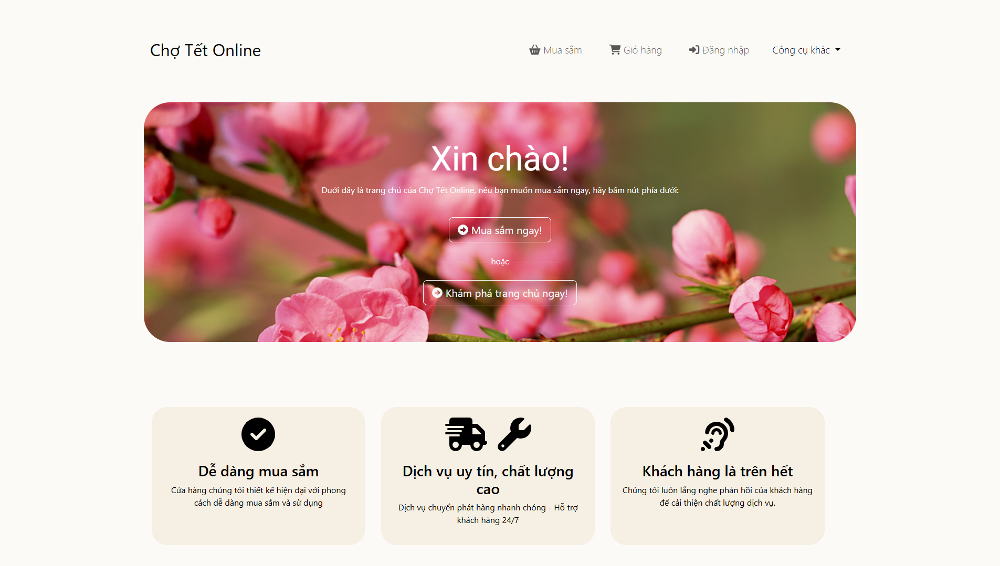 Chợ Tết Online
Mua sắm
Giỏ hàng
Đăng nhập
Công cụ khác
Xin chào!
Dưới đây là trang chủ của Chợ Tết Online, nếu bạn muốn mua sắm ngay, hãy bấm nút phía dưới:
Mua sắm ngay!
--------------- hoặc ---------------
Khám phá trang chủ ngay!
Dễ dàng mua sắm
Cửa hàng chúng tôi thiết kế hiện đại với phong
cách dễ dàng mua sắm và sử dụng
Dịch vụ uy tín, chất lượng
cao
Dịch vụ chuyển phát hàng nhanh chóng - Hỗ trợ
khách hàng 24/7
Khách hàng là trên hết
Chúng tôi luôn lắng nghe phản hồi của khách hàng
để cải thiện chất lượng dịch vụ.